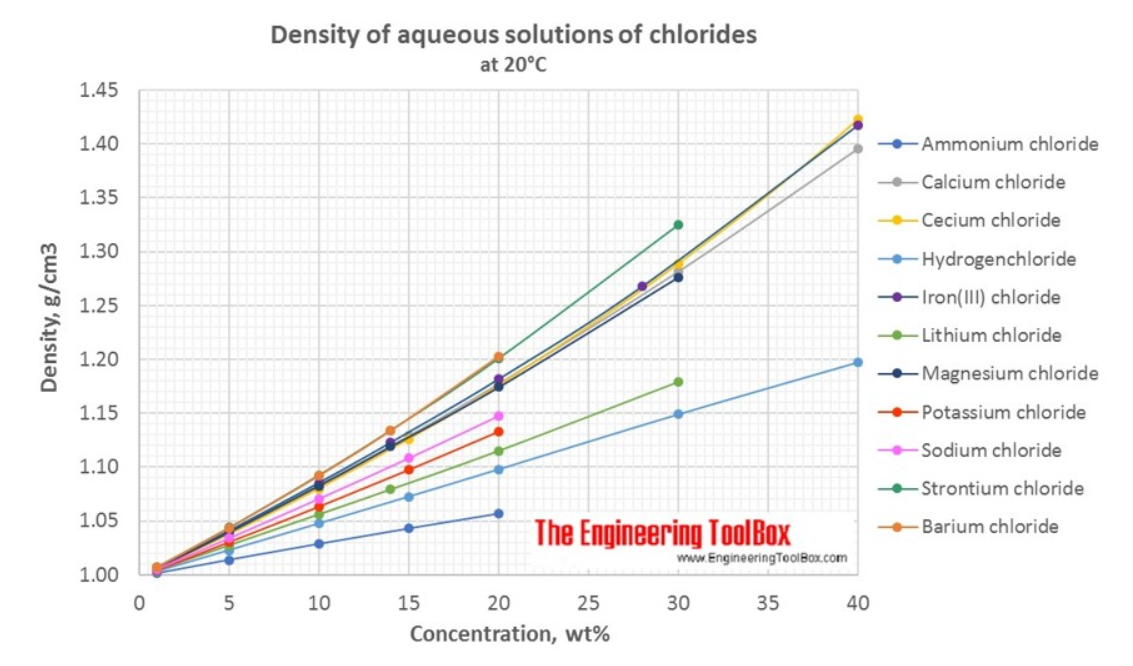 Density of aqueous solutions of chlorides
at 20°C
Density, g/cm3
1.45
1.40
1.35
1.30
1.25
1.20
1.15
1.10
1.05
1.00
0 5 10 15 20 25 30 35 40
Concentration, wt%
Ammonium chloride
Calcium chloride
Cecium chloride
Hydrogenchloride
Iron(III) chloride
Lithium chloride
Magnesium chloride
Potassium chloride
Sodium chloride
Strontium chloride
Barium chloride
The Engineering ToolBox
www.EngineeringToolBox.com